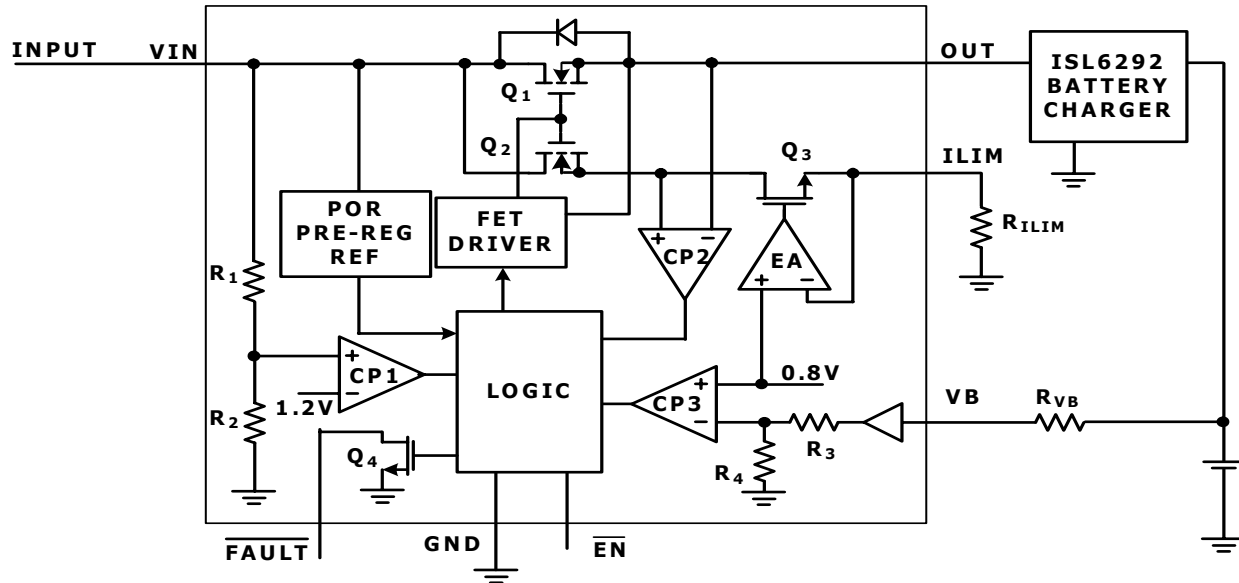 INPUT
VIN
OUT
ISL6292
BATTERY
CHARGER
Q1
Q2
Q3
ILIM
RILIM
POR
PRE-REG
REF
FET
DRIVER
+ −
CP2
EA
+ −
R1
+
CP1
−
1.2V
LOGIC
+
CP3
−
0.8V
VB
RVB
R2
R3
R4
Q4
FAULT
GND
EN